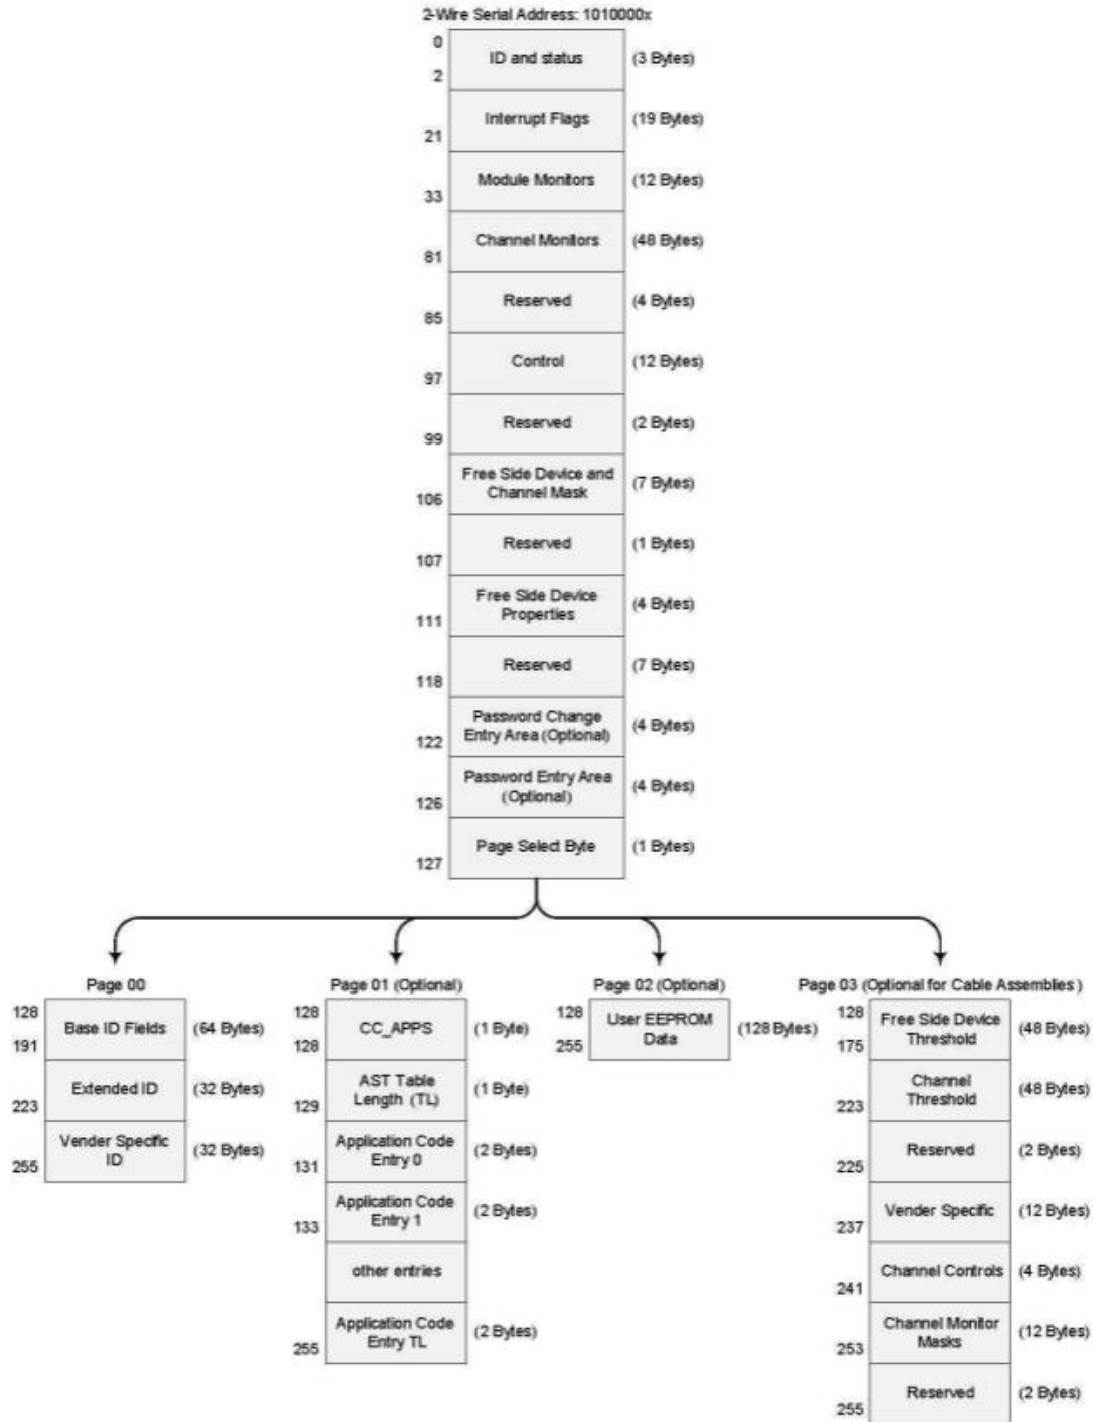 2-Wire Serial Address: 1010000x
0
ID and status
(3 Bytes)
2
Interrupt Flags
(19 Bytes)
21
Module Monitors
(12 Bytes)
33
Channel Monitors
(48 Bytes)
81
Reserved
(4 Bytes)
85
Control
(12 Bytes)
97
Reserved
(2 Bytes)
99
Free Side Device and
Channel Mask
(7 Bytes)
106
Reserved
(1 Bytes)
107
Free Side Device
Properties
(4 Bytes)
111
Reserved
(7 Bytes)
118
Password Change
Entry Area (Optional)
(4 Bytes)
122
Password Entry Area
(Optional)
(4 Bytes)
126
Page Select Byte
(1 Bytes)
127
Page 00
128
Base ID Fields
(64 Bytes)
191
Extended ID
(32 Bytes)
223
Vender Specific
ID
(32 Bytes)
255
Page 01 (Optional)
128
CC_APPS
(1 Byte)
128
AST Table
Length (TL)
(1 Byte)
129
Application Code
Entry 0
(2 Bytes)
131
Application Code
Entry 1
(2 Bytes)
133
other entries
Application Code
Entry TL
(2 Bytes)
255
Page 02 (Optional)
128
User EEPROM
Data
(128 Bytes)
255
Page 03 (Optional for Cable Assemblies )
128
Free Side Device
Threshold
(48 Bytes)
175
Channel
Threshold
(48 Bytes)
223
Reserved
(2 Bytes)
225
Vender Specific
(12 Bytes)
237
Channel Controls
(4 Bytes)
241
Channel Monitor
Masks
(12 Bytes)
253
Reserved
(2 Bytes)
255